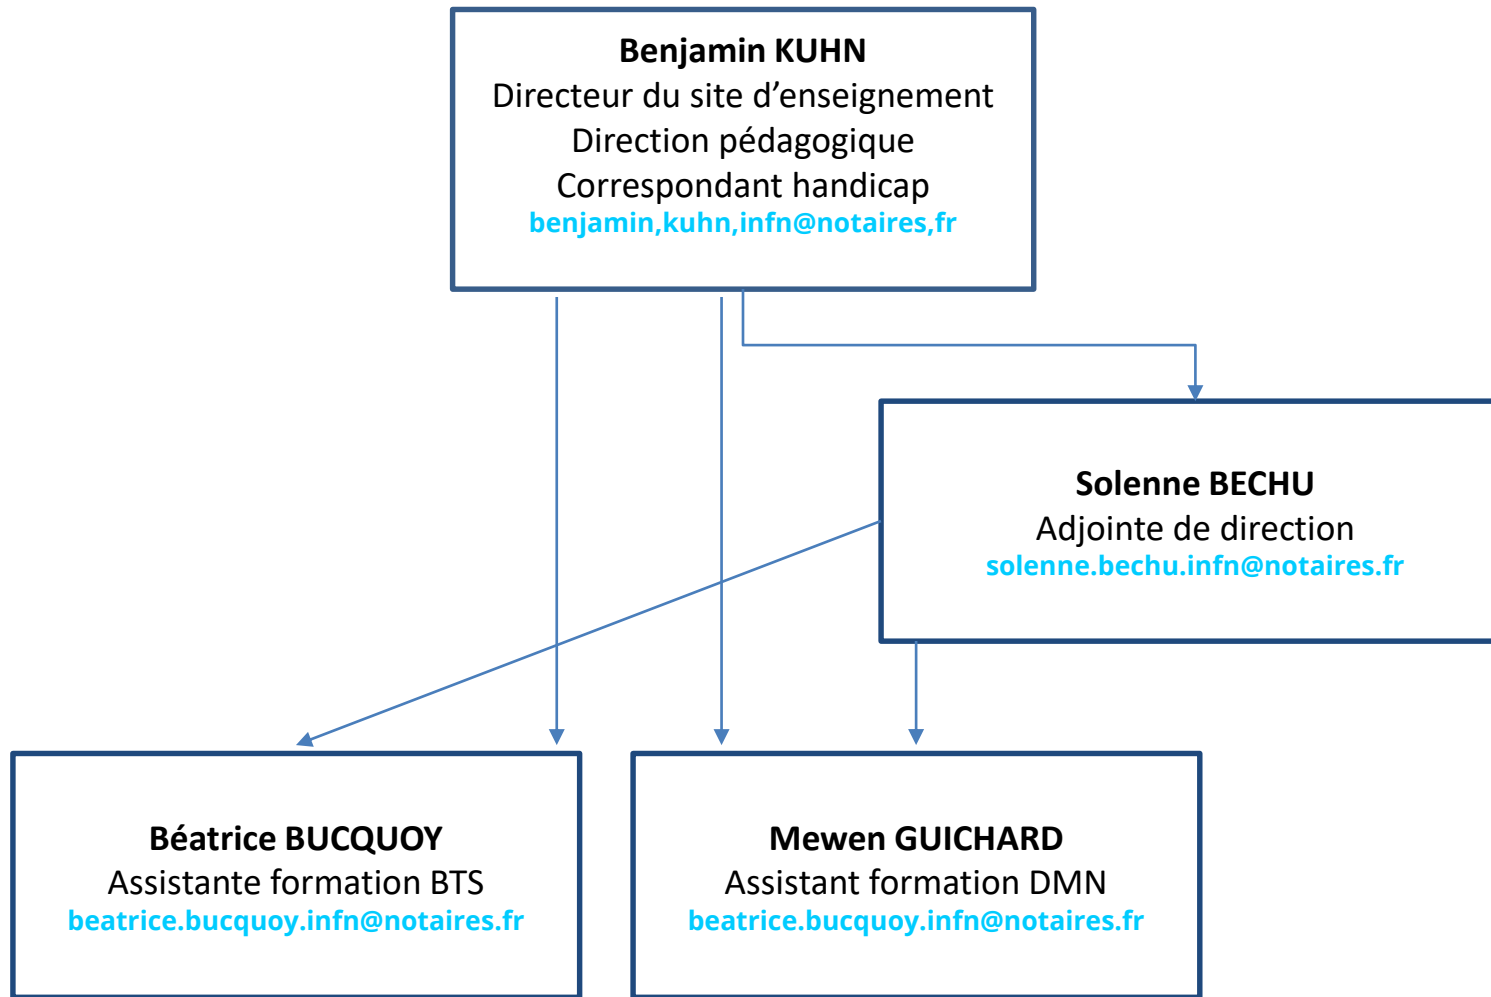 Benjamin KUHN
Directeur du site d’enseignement
Direction pédagogique
Correspondant handicap
benjamin,kuhn,infn@notaires,fr
Solenne BECHU
Adjointe de direction
solenne.bechu.infn@notaires.fr
Béatrice BUCQUOY
Assistante formation BTS
beatrice.bucquoy.infn@notaires.fr
Mewen GUICHARD
Assistant formation DMN
beatrice.bucquoy.infn@notaires.fr